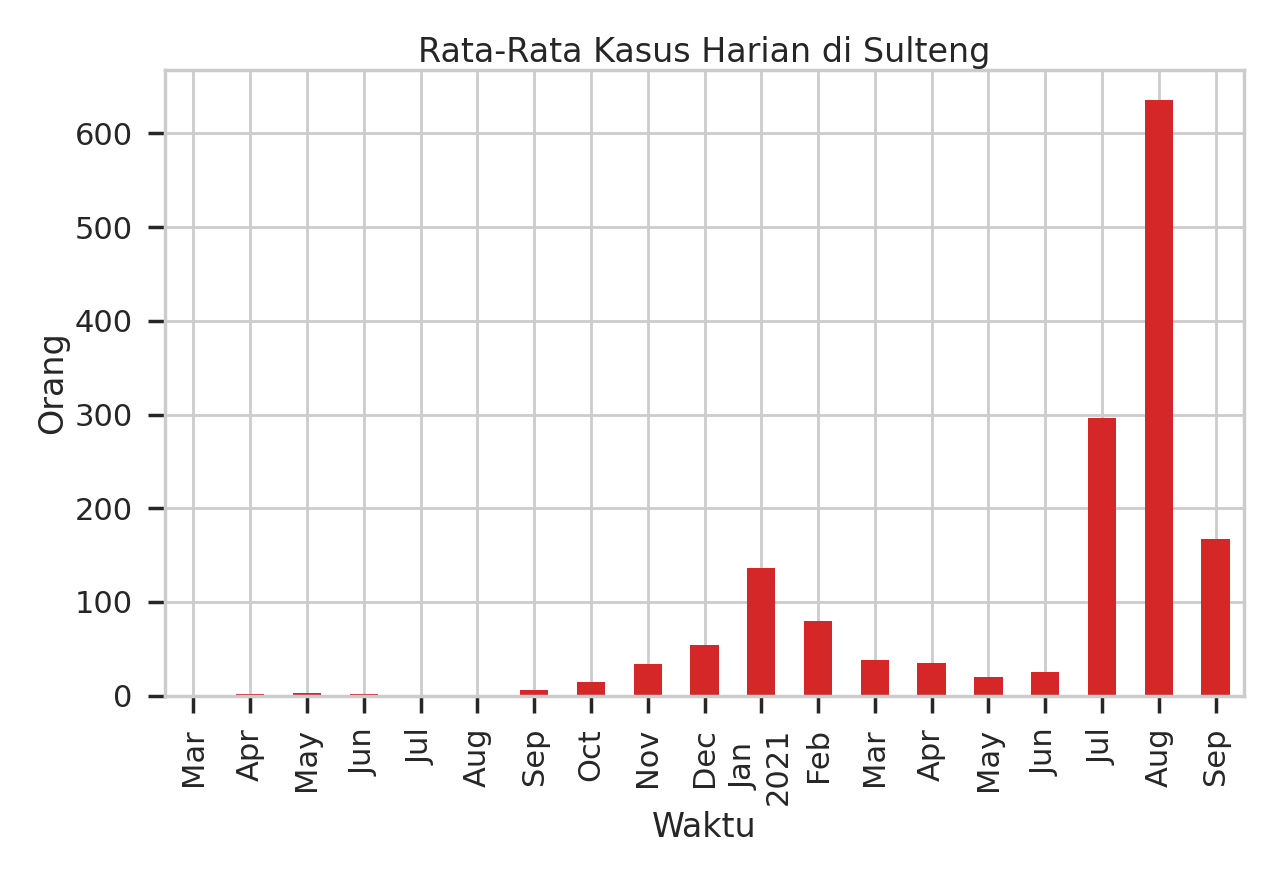 Rata-Rata Kasus Harian di Sulteng
Orang
600
500
400
300
200
100
0
Mar
Apr
May
Jun
Jul
Aug
Sep
Oct
Nov
Dec
Jan
2021
Feb
Mar
Apr
May
Jun
Jul
Aug
Sep
Waktu